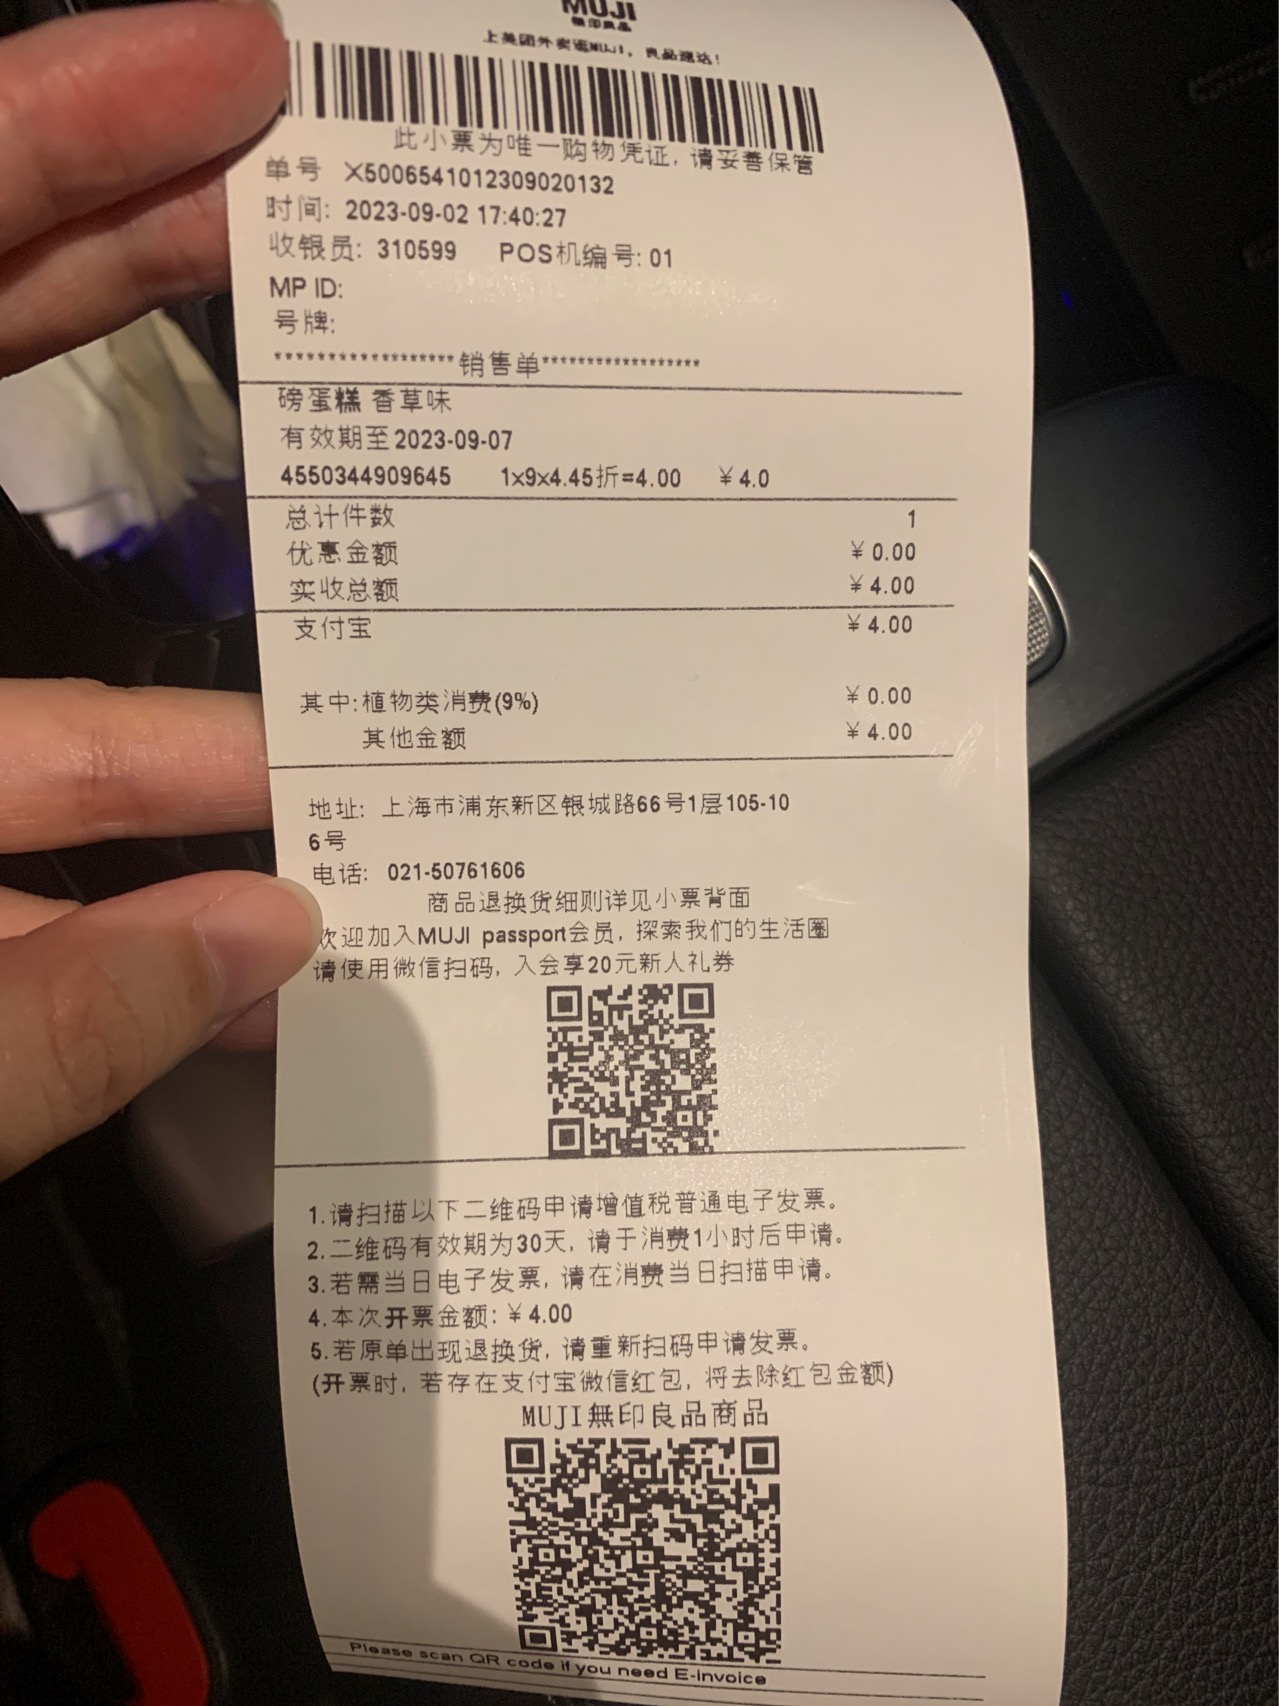 MUJI
無印良品
上美团外卖逛MUJI，良品速达！
此小票为唯一购物凭证，请妥善保管
单号 X5006541012309020132
时间: 2023-09-02 17:40:27
收银员: 310599 POS机编号: 01
MP ID:
号牌:
******************销售单******************
磅蛋糕 香草味
有效期至2023-09-07
4550344909645 1x9x4.45折=4.00 ￥4.0
总计件数 1
优惠金额 ￥0.00
实收总额 ￥4.00
支付宝 ￥4.00
其中:植物类消费(9%) ￥0.00
其他金额 ￥4.00
地址: 上海市浦东新区银城路66号1层105-10
6号
电话: 021-50761606
商品退换货细则详见小票背面
欢迎加入MUJI passport会员, 探索我们的生活圈
请使用微信扫码, 入会享20元新人礼券
1.请扫描以下二维码申请增值税普通电子发票。
2.二维码有效期为30天, 请于消费1小时后申请。
3.若需当日电子发票, 请在消费当日扫描申请。
4.本次开票金额: ￥4.00
5.若原单出现退换货, 请重新扫码申请发票。
(开票时, 若存在支付宝微信红包, 将去除红包金额)
MUJI無印良品商品
Please scan QR code if you need E-invoice